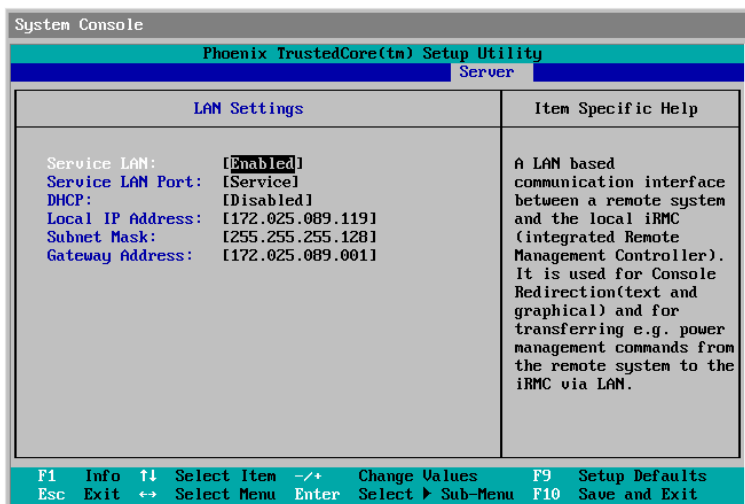 System Console
Phoenix TrustedCore(tm) Setup Utility
Server
LAN Settings
Item Specific Help
Service LAN: [Enabled]
Service LAN Port: [Service]
DHCP: [Disabled]
Local IP Address: [172.025.089.119]
Subnet Mask: [255.255.255.128]
Gateway Address: [172.025.089.001]
A LAN based
communication interface
between a remote system
and the local iRMC
(integrated Remote
Management Controller).
It is used for Console
Redirection(text and
graphical) and for
transferring e.g. power
management commands from
the remote system to the
iRMC via LAN.
F1 Info ↑↓ Select Item -/+ Change Values F9 Setup Defaults
Esc Exit ↔ Select Menu Enter Select ▶ Sub-Menu F10 Save and Exit